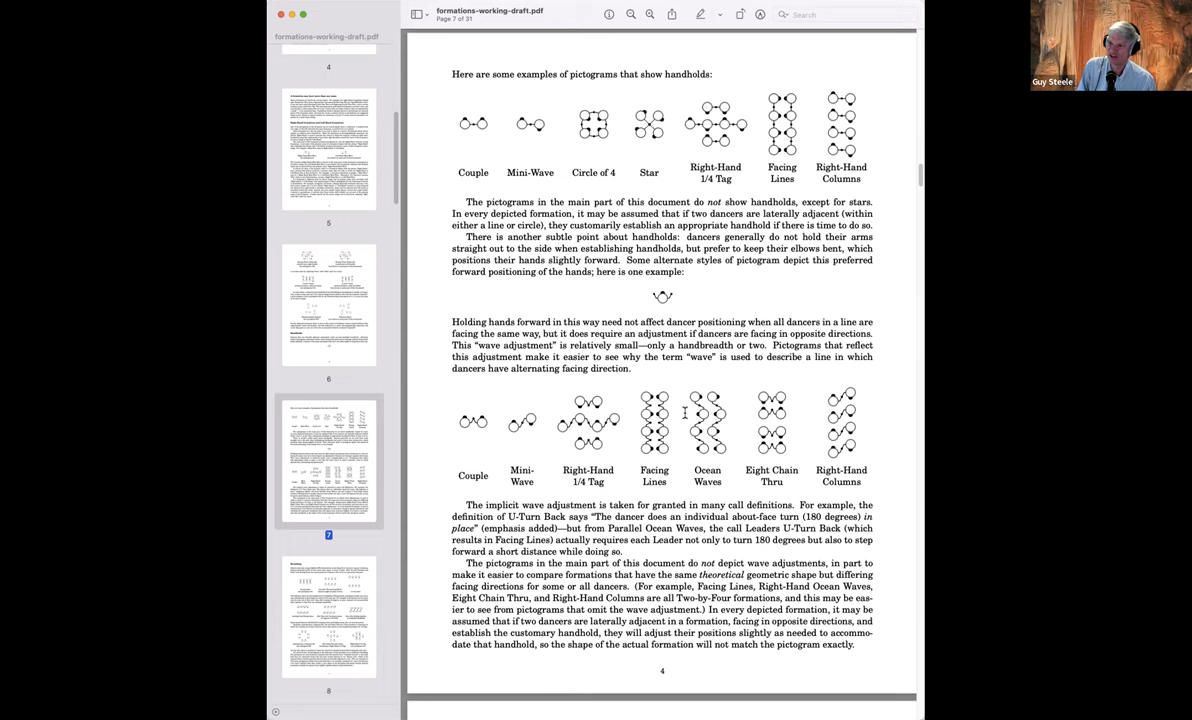 formations-working-draft.pdf
Page 7 of 31
Search
formations-working-draft.pdf
4
5
6
7
8
Guy Steele
Here are some examples of pictograms that show handholds:
Couple
Mini-Wave
Circle of 4
Star
Right-Hand
1/4 Tag
Facing
Lines
Right-Hand
Columns
The pictograms in the main part of this document do not show handholds, except for stars.
In every depicted formation, it may be assumed that if two dancers are laterally adjacent (within
either a line or circle), they customarily establish an appropriate handhold if there is time to do so.
There is another subtle point about handholds: dancers generally do not hold their arms
straight out to the side when establishing handholds, but prefer to keep their elbows bent, which
positions their hands slightly forward. Some alternate styles of pictogram depict this preferred
forward positioning of the hands; here is one example:
Holding hands forward in this way need not affect dancer positioning when all dancers in a line are
facing the same way, but it does require an adjustment if dancers are facing in opposite directions.
This “wave adjustment” is relatively small—only a handbreadth or two. Pictograms that reflect
this adjustment make it easier to see why the term “wave” is used to describe a line in which
dancers have alternating facing direction.
Couple
Mini-
Wave
Right-Hand
1/4 Tag
Facing
Lines
Ocean
Waves
Eight Chain
Thru
Right-Hand
Columns
The implicit wave adjustment is taken for granted in many call definitions. For example, the
definition of U-Turn Back says “The dancer does an individual about-face turn (180 degrees) in
place” (emphasis added)—but from Parallel Ocean Waves, the call Leaders U-Turn Back (which
results in Facing Lines) actually requires each Leader not only to turn 180 degrees but also to step
forward a short distance while doing so.
The pictograms in the main part of this document do not depict wave adjustments, in part to
make it easier to compare formations that have the same theoretical geometric shape but differing
facing directions for some or all dancers. (For example, Facing Lines, Right-Hand Ocean Waves,
Eight Chain Thru, and Right-Hand Columns are all Two-by-Four formations, and this may be eas-
ier to see from pictograms that omit the wave adjustment.) In every depicted formation, it may be
assumed that if two dancers are laterally adjacent in a formation, facing in opposite directions, and
establish the customary handhold, they will adjust their positions slightly as needed to accommo-
date that handhold, so the shape of the actual formation will not match the pictogram exactly.
4